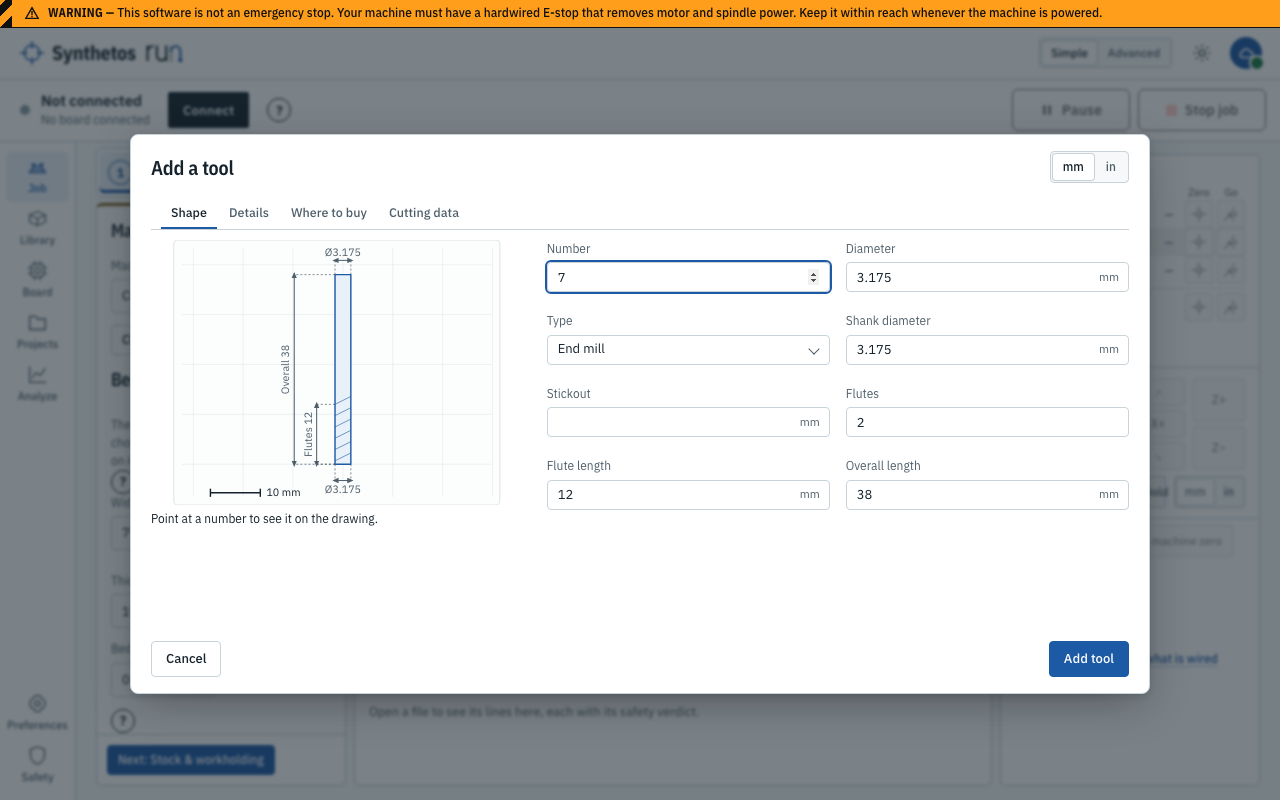 WARNING — This software is not an emergency stop. Your machine must have a hardwired E-stop that removes motor and spindle power. Keep it within reach whenever the machine is powered.
Synthetos run
Simple Advanced
Not connected
No board connected
Connect
?
Pause
Stop job
Job
Library
Board
Projects
Analyze
Preferences
Safety
1
Zero Go
Add a tool
mm in
Shape Details Where to buy Cutting data
Ø3.175
Overall 38
Flutes 12
10 mm
Ø3.175
Point at a number to see it on the drawing.
Number
7
Diameter
3.175 mm
Type
End mill
Shank diameter
3.175 mm
Stickout
mm
Flutes
2
Flute length
12 mm
Overall length
38 mm
Cancel
Add tool
Z+
Z−
mm in
machine zero
what is wired
?
?
Open a file to see its lines here, each with its safety verdict.
Next: Stock & workholding